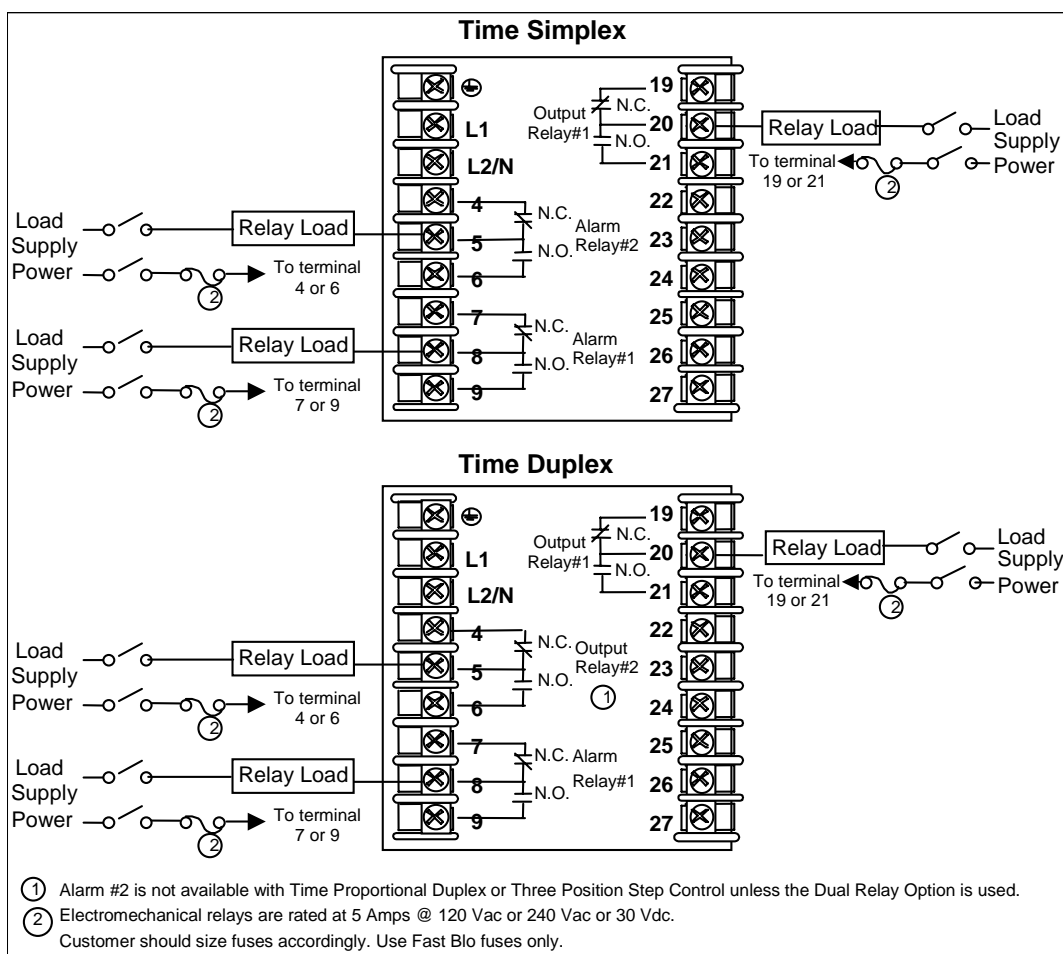 Time Simplex
L1
L2/N
4
5
6
7
8
9
N.C.
N.O.
Alarm
Relay#2
N.C.
N.O.
Alarm
Relay#1
Output
Relay#1
N.C.
N.O.
19
20
21
22
23
24
25
26
27
Load
Supply
Power
Relay Load
2
To terminal
4 or 6
Load
Supply
Power
Relay Load
2
To terminal
7 or 9
Relay Load
Load
Supply
Power
To terminal
19 or 21
2
Time Duplex
L1
L2/N
4
5
6
7
8
9
N.C.
N.O.
Output
Relay#2
1
N.C.
N.O.
Alarm
Relay#1
Output
Relay#1
N.C.
N.O.
19
20
21
22
23
24
25
26
27
Load
Supply
Power
Relay Load
2
To terminal
4 or 6
Load
Supply
Power
Relay Load
2
To terminal
7 or 9
Relay Load
Load
Supply
Power
To terminal
19 or 21
2
1 Alarm #2 is not available with Time Proportional Duplex or Three Position Step Control unless the Dual Relay Option is used.
2 Electromechanical relays are rated at 5 Amps @ 120 Vac or 240 Vac or 30 Vdc.
Customer should size fuses accordingly. Use Fast Blo fuses only.